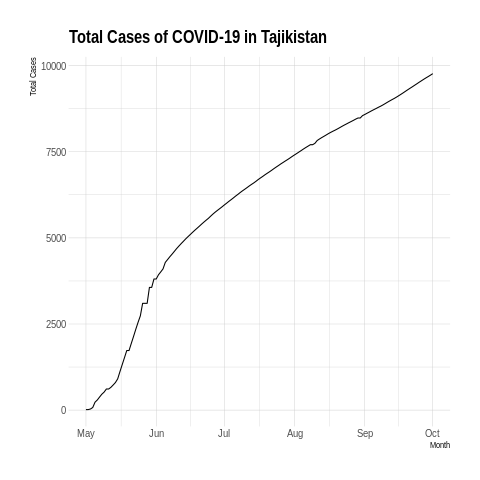 Total Cases of COVID-19 in Tajikistan
Total Cases
10000
7500
5000
2500
0
May Jun Jul Aug Sep Oct
Month